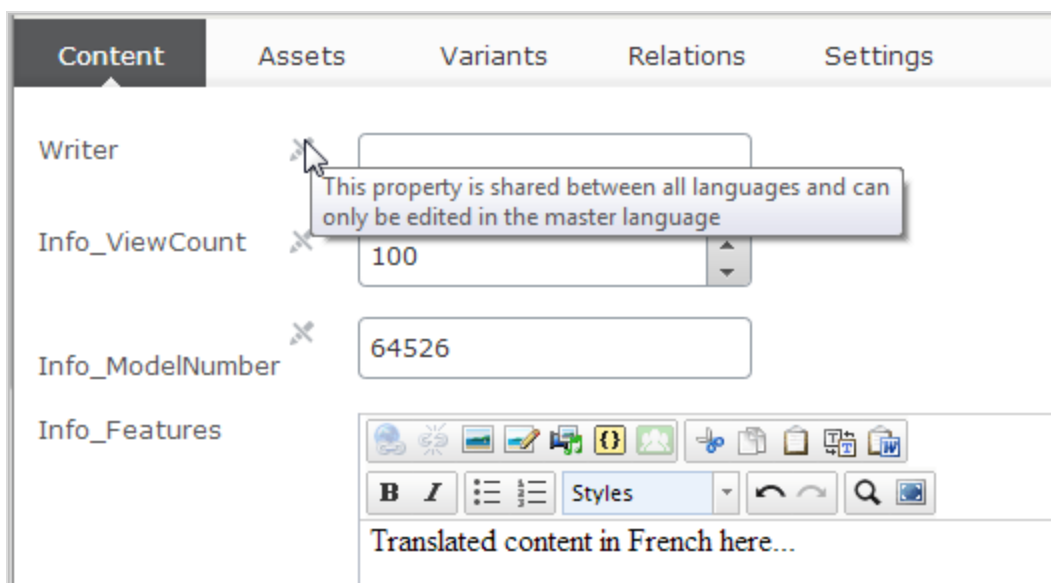 Content Assets Variants Relations Settings
Writer
This property is shared between all languages and can
only be edited in the master language
Info_ViewCount
100
Info_ModelNumber
64526
Info_Features
B I Styles
Translated content in French here...